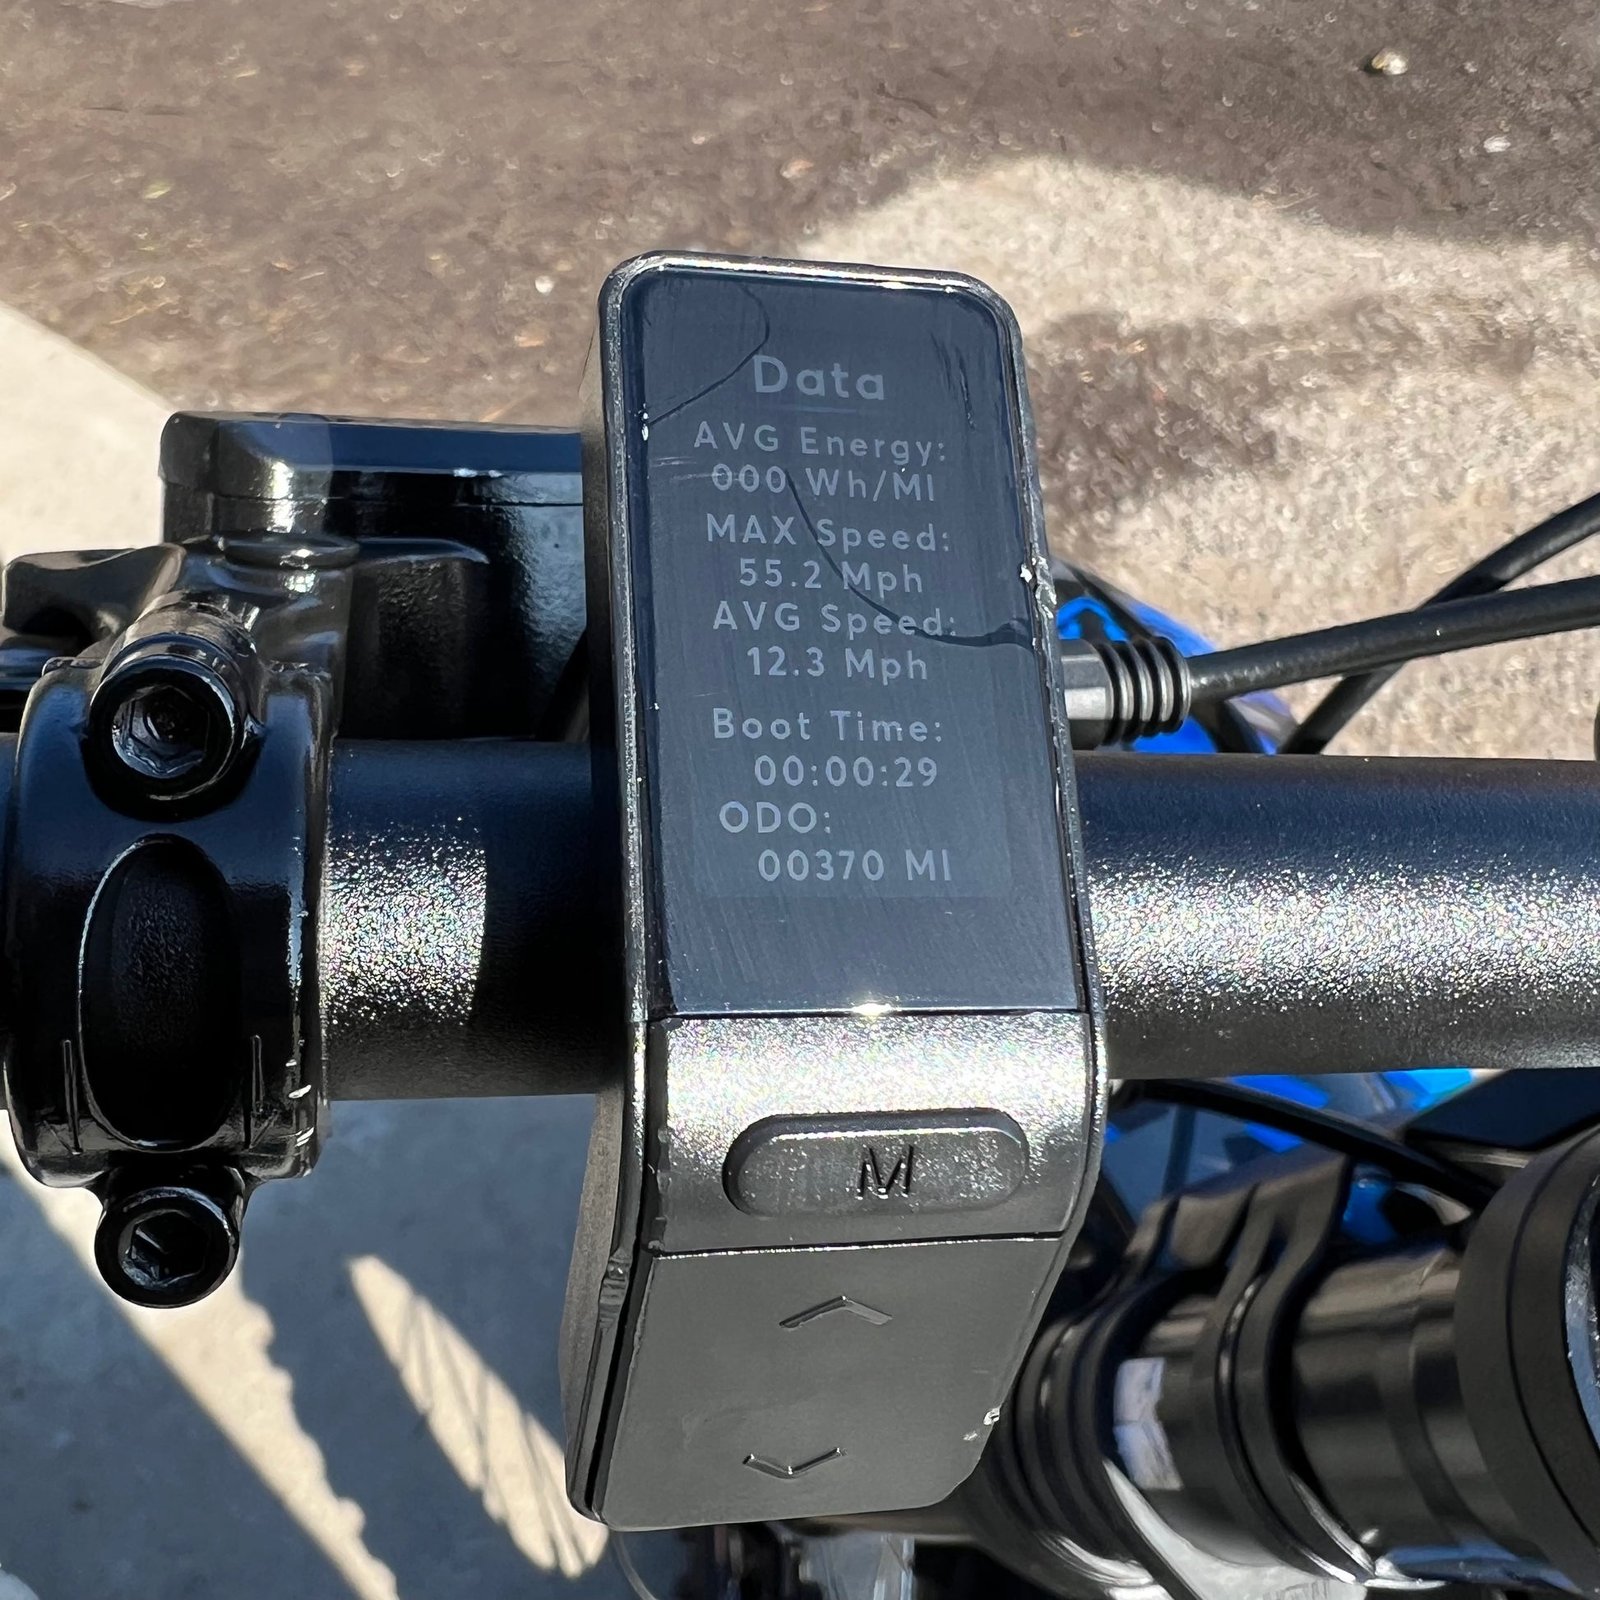 Data
AVG Energy:
000 Wh/MI
MAX Speed:
55.2 Mph
AVG Speed:
12.3 Mph
Boot Time:
00:00:29
ODO:
00370 MI
M